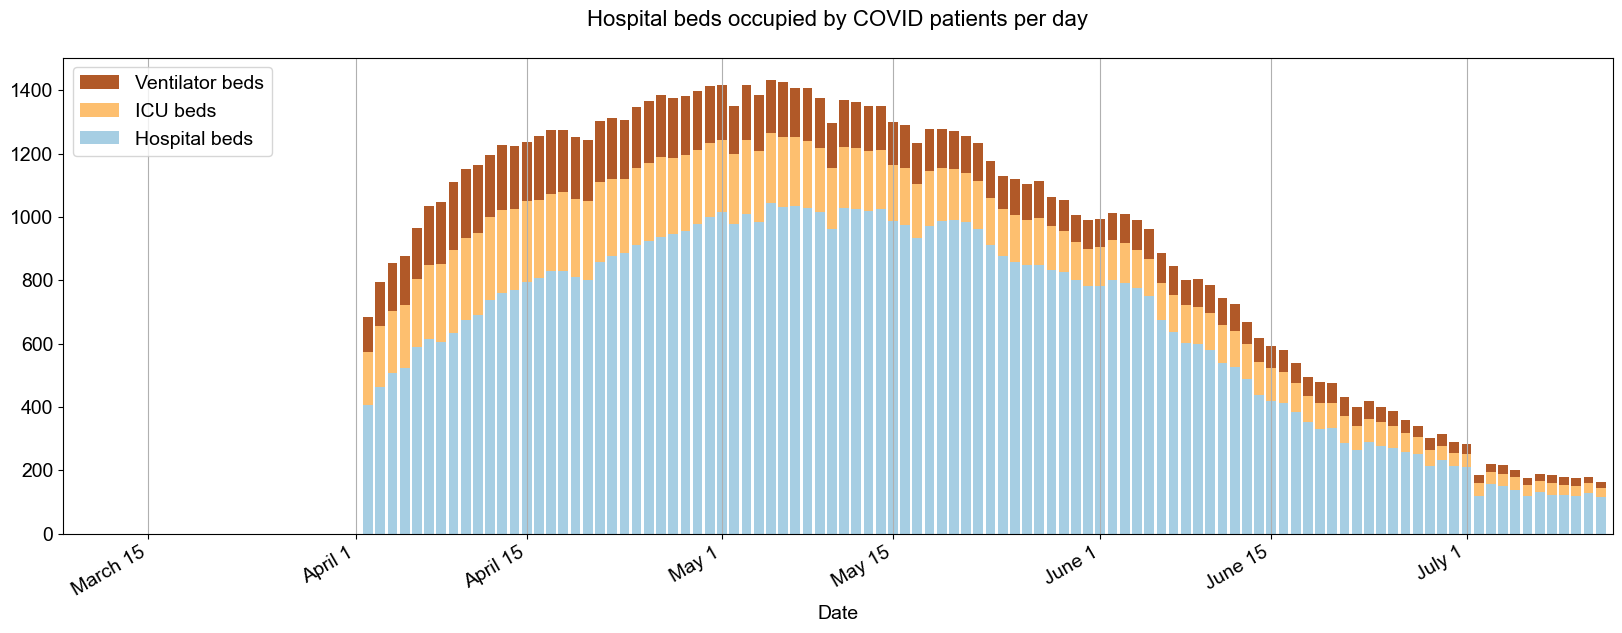 Hospital beds occupied by COVID patients per day
Ventilator beds
ICU beds
Hospital beds
1400
1200
1000
800
600
400
200
0
March 15
April 1
April 15
May 1
May 15
June 1
June 15
July 1
Date